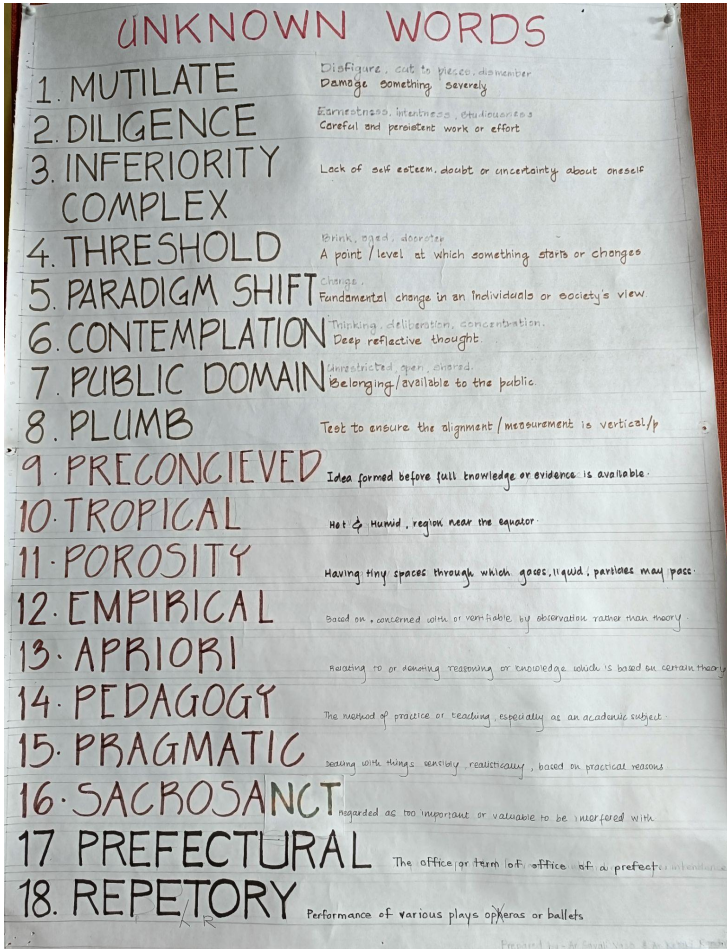 UNKNOWN WORDS
1. MUTILATE Disfigure, cut to pieces, dismember
Damage something severely
2. DILIGENCE Earnestness, intentness, studiousness
Careful and persistent work or effort
3. INFERIORITY Lack of self esteem, doubt or uncertainty about oneself
COMPLEX
4. THRESHOLD Brink,
A point / level at which something starts or changes
5. PARADIGM SHIFT Change.
Fundamental change in an individuals or society's view
6. CONTEMPLATION Thinking, deliberation, concentration.
Deep reflective thought
7. PUBLIC DOMAIN Unrestricted, open, shared.
Belonging/available to the public.
8. PLUMB Test to ensure the alignment / measurement is vertical/p
9. PRECONCIEVED Idea formed before full knowledge or evidence is available.
10. TROPICAL Hot & Humid, region near the equator.
11. POROSITY Having tiny spaces through which gases, liquid, particles may pass.
12. EMPIRICAL Based on, concerned with or verifiable by observation rather than theory.
13. APRIORI Relating to or denoting reasoning or knowledge which is based on certain theory
14. PEDAGOGY The method of practice or teaching, especially as an academic subject.
15. PRAGMATIC Dealing with things sensibly, realistically, based on practical reasons
16. SACROSANCT Regarded as too important or valuable to be interfered with
17 PREFECTURAL The office or term of office of a prefect
18. REPETORY Performance of various plays opheras or ballets
R